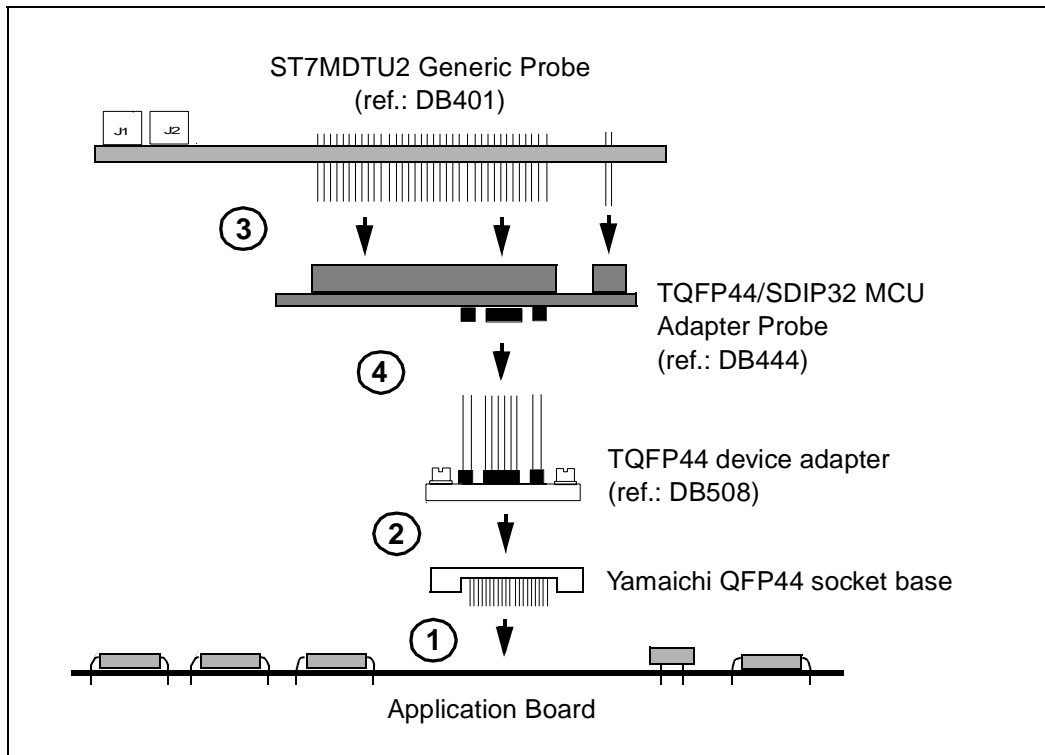 ST7MDTU2 Generic Probe
(ref.: DB401)
J1
J2
3
TQFP44/SDIP32 MCU
Adapter Probe
(ref.: DB444)
4
TQFP44 device adapter
(ref.: DB508)
2
Yamaichi QFP44 socket base
1
Application Board